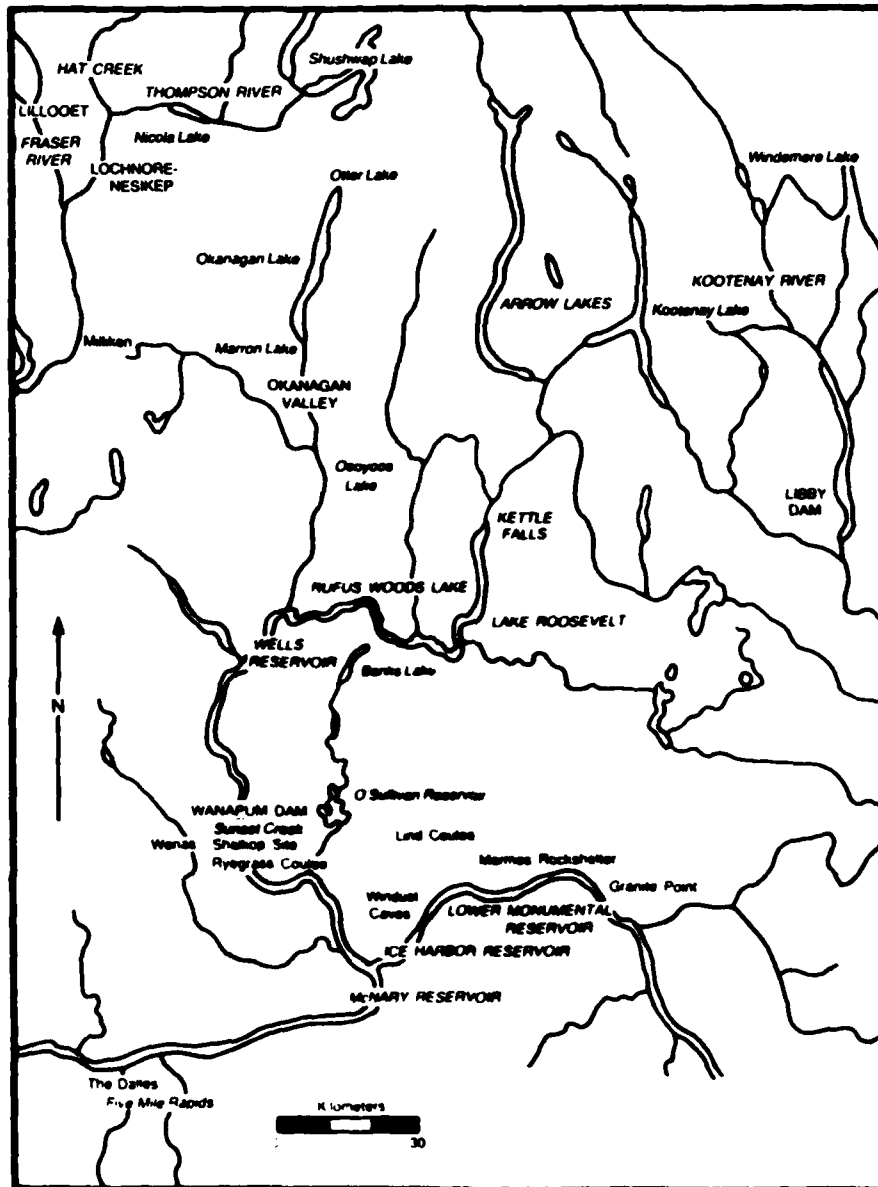 Shushwap Lake
HAT CREEK
THOMPSON RIVER
LILLOOET
FRASER
RIVER
Nicola Lake
LOCHNORE-
NESIKEP
Windemere Lake
Otter Lake
Okanagan Lake
KOOTENAY RIVER
ARROW LAKES
Kootenay Lake
Marron Lake
OKANAGAN
VALLEY
Osoyoos
Lake
LIBBY
DAM
KETTLE
FALLS
RUFUS WOODS LAKE
LAKE ROOSEVELT
WELLS
RESERVOIR
Banks Lake
N
WANAPUM DAM
O'Sullivan Reservoir
Sunset Creek
Wenas
Shalkop Site
Ryegrass Coulee
Lind Coulee
Marmes Rockshelter
Granite Point
Windust
Caves
LOWER MONUMENTAL
RESERVOIR
ICE HARBOR RESERVOIR
McNARY RESERVOIR
The Dalles
Five Mile Rapids
Kilometers
30